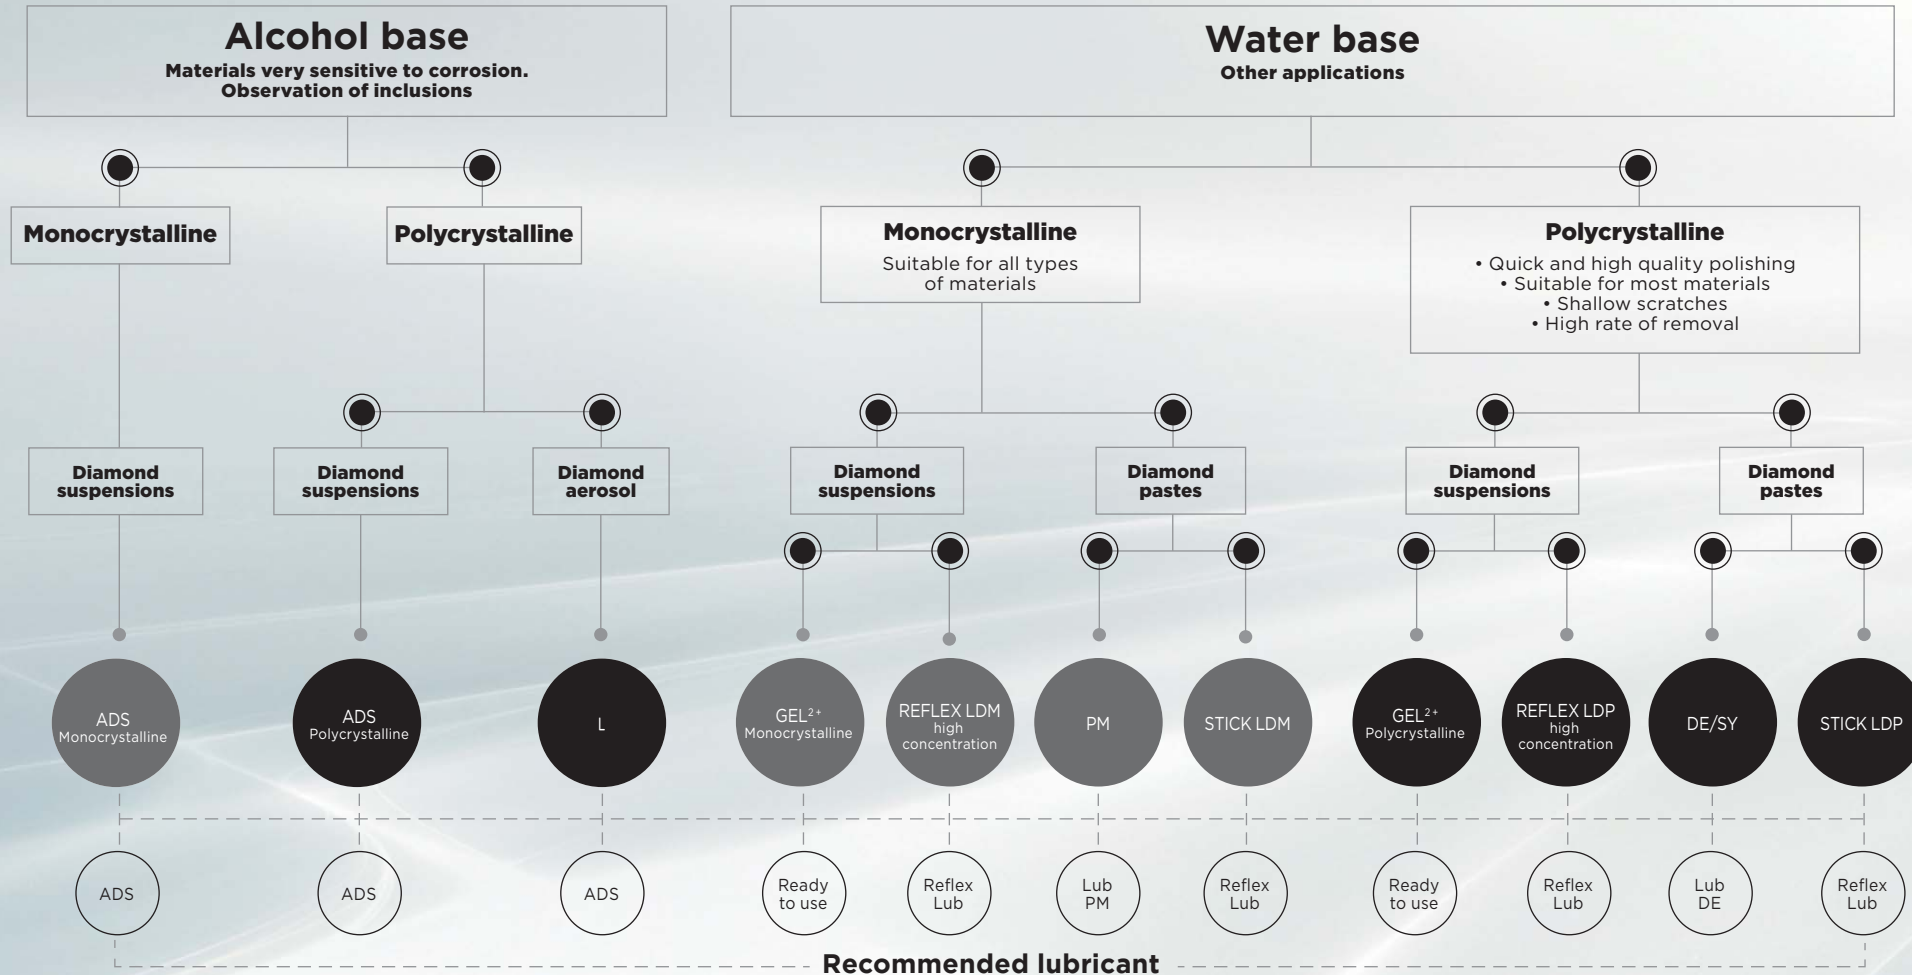 Alcohol base
Materials very sensitive to corrosion.
Observation of inclusions
Water base
Other applications
Monocrystalline
Polycrystalline
Monocrystalline
Suitable for all types
of materials
Polycrystalline
• Quick and high quality polishing
• Suitable for most materials
• Shallow scratches
• High rate of removal
Diamond
suspensions
Diamond
suspensions
Diamond
aerosol
Diamond
suspensions
Diamond
pastes
Diamond
suspensions
Diamond
pastes
ADS
Monocrystalline
ADS
Polycrystalline
L
GEL²⁺
Monocrystalline
REFLEX LDM
high
concentration
PM
STICK LDM
GEL²⁺
Polycrystalline
REFLEX LDP
high
concentration
DE/SY
STICK LDP
ADS
ADS
ADS
Ready
to use
Reflex
Lub
Lub
PM
Reflex
Lub
Ready
to use
Reflex
Lub
Lub
DE
Reflex
Lub
Recommended lubricant